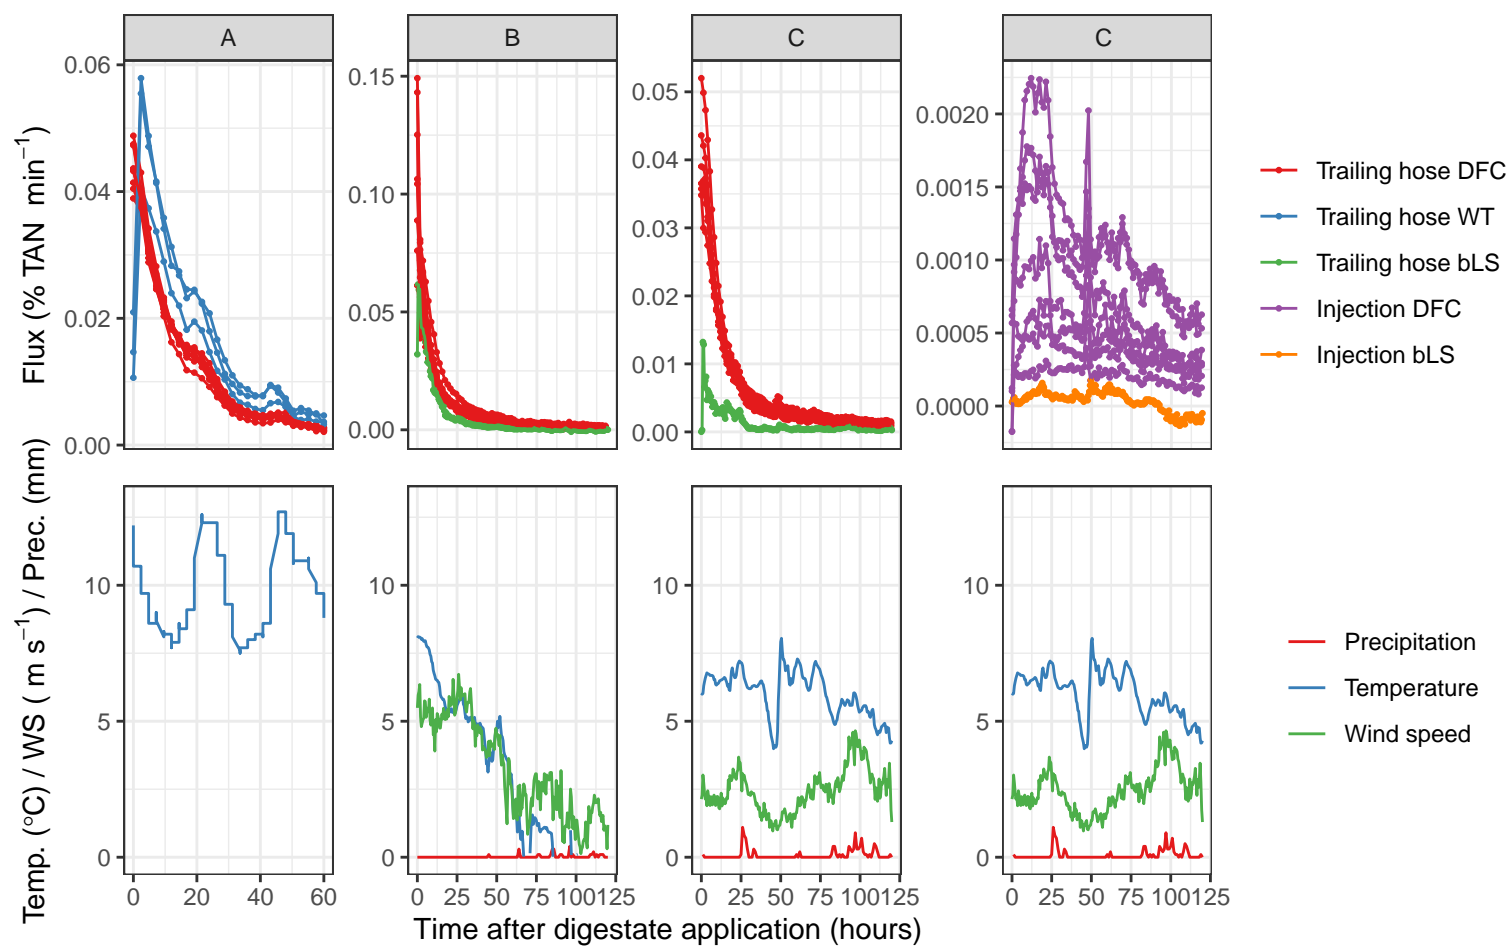 A B C C
Flux (% TAN min⁻¹)
0.06
0.04
0.02
0.00
0.15
0.10
0.05
0.00
0.05
0.04
0.03
0.02
0.01
0.00
0.0020
0.0015
0.0010
0.0005
0.0000
Trailing hose DFC
Trailing hose WT
Trailing hose bLS
Injection DFC
Injection bLS
Temp. (°C) / WS ( m s⁻¹) / Prec. (mm)
10
5
0
10
5
0
10
5
0
10
5
0
Precipitation
Temperature
Wind speed
0 20 40 60
0 25 50 75 100 125
0 25 50 75 100 125
0 25 50 75 100 125
Time after digestate application (hours)